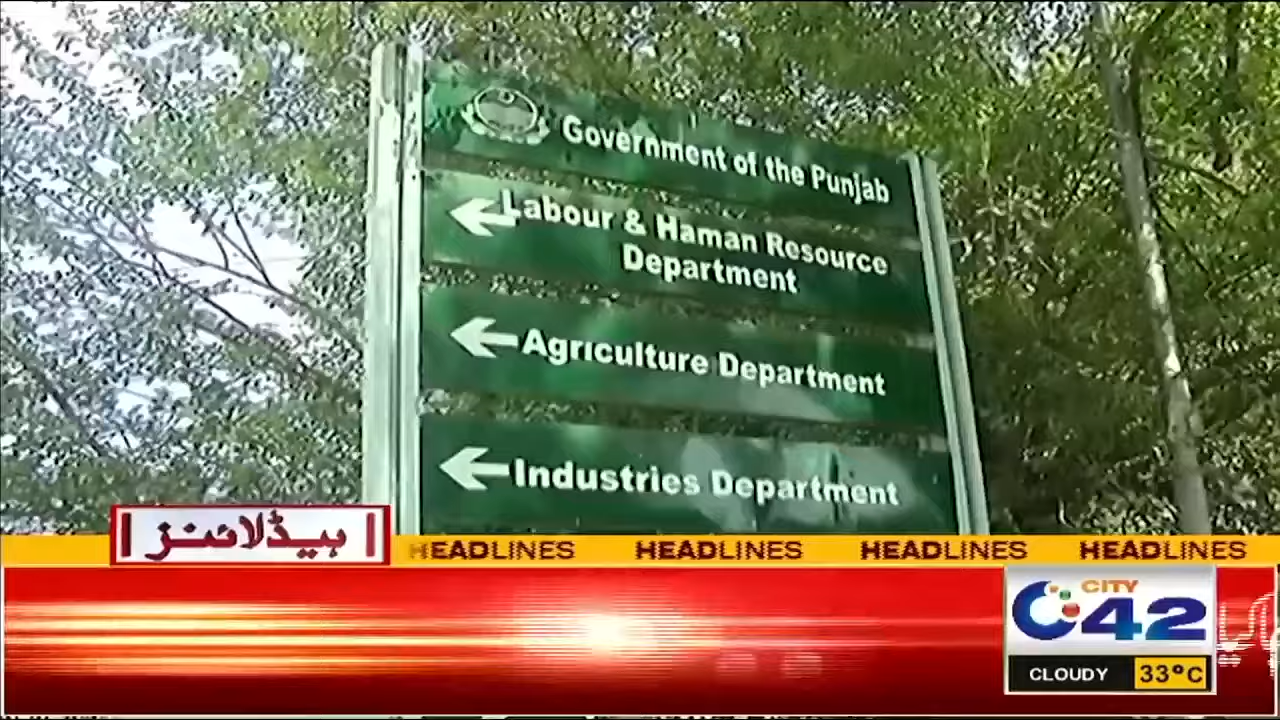 Government of the Punjab
Labour & Haman Resource
Department
Agriculture Department
Industries Department
ہیڈلائنز
HEADLINES HEADLINES HEADLINES HEADLINES
CITY
42
CLOUDY 33°C